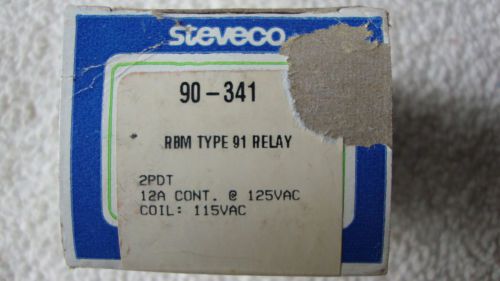 steveco
90-341
RBM TYPE 91 RELAY
2PDT
12A CONT. @ 125VAC
COIL: 115VAC